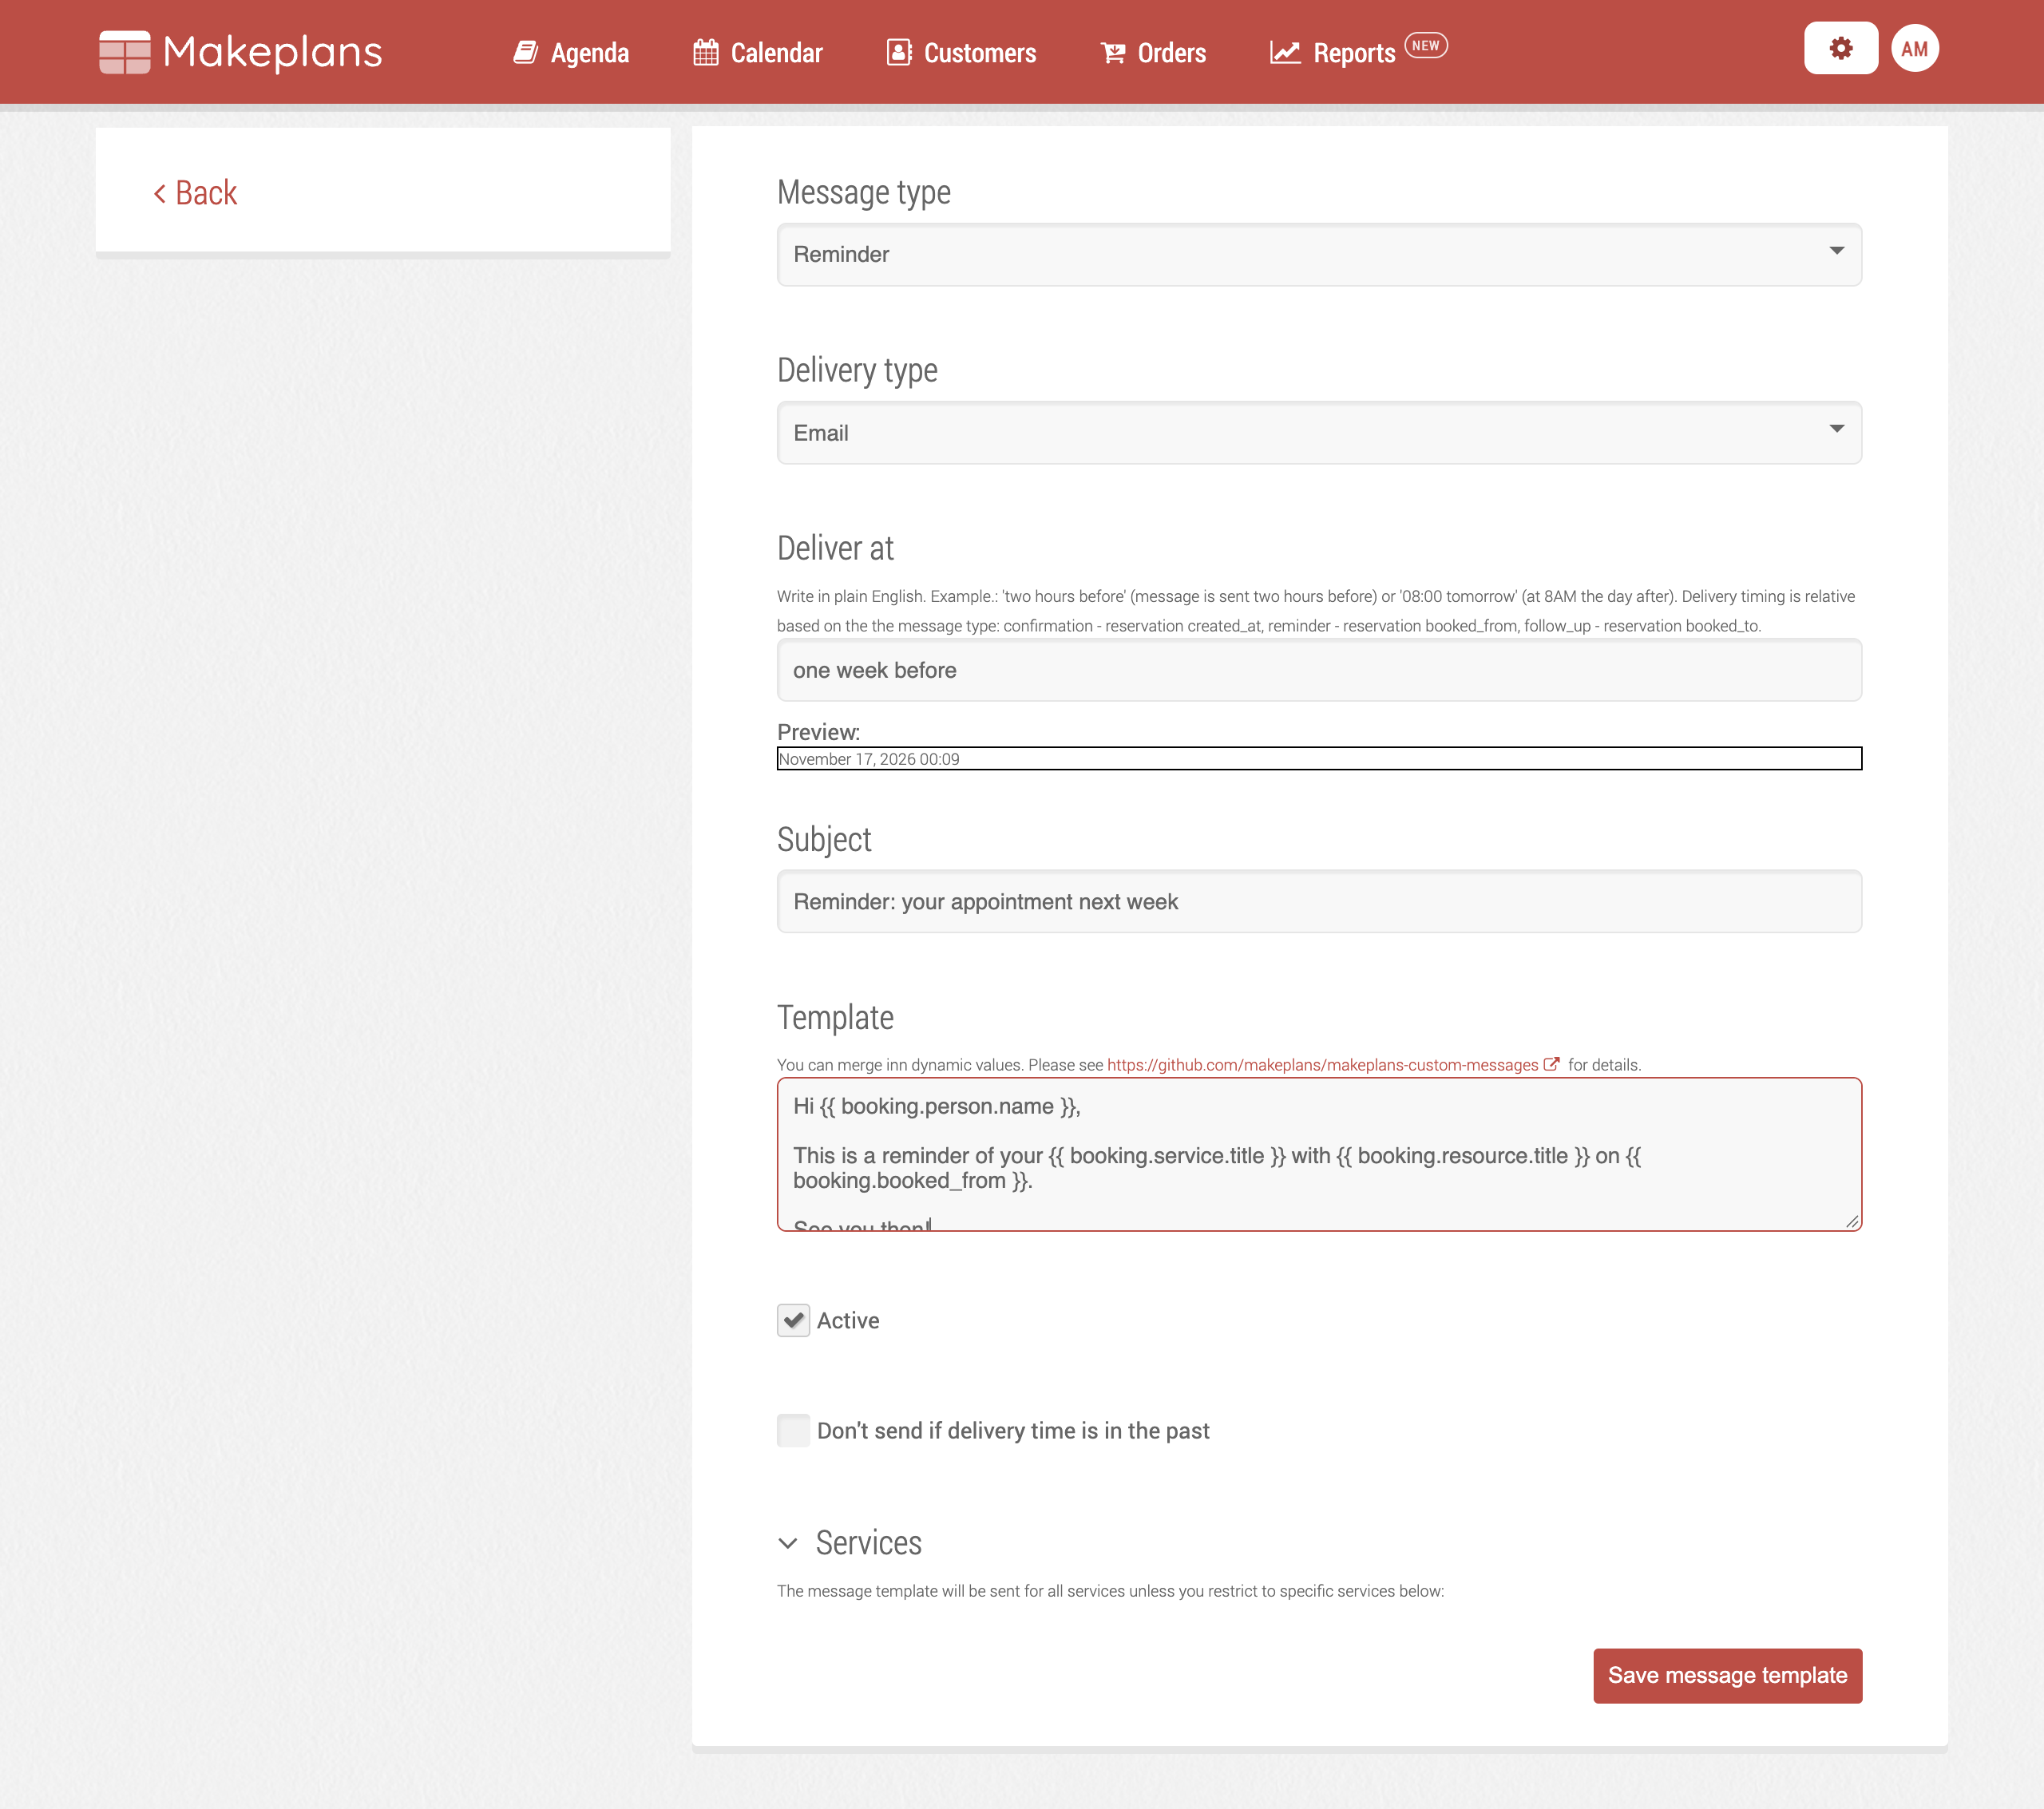 Makeplans
Agenda
Calendar
Customers
Orders
Reports NEW
AM
Back
Message type
Reminder
Delivery type
Email
Deliver at
Write in plain English. Example.: 'two hours before' (message is sent two hours before) or '08:00 tomorrow' (at 8AM the day after). Delivery timing is relative
based on the the message type: confirmation - reservation created_at, reminder - reservation booked_from, follow_up - reservation booked_to.
one week before
Preview:
November 17, 2026 00:09
Subject
Reminder: your appointment next week
Template
You can merge inn dynamic values. Please see https://github.com/makeplans/makeplans-custom-messages for details.
Hi {{ booking.person.name }},
This is a reminder of your {{ booking.service.title }} with {{ booking.resource.title }} on {{
booking.booked_from }}.
See you then!
Active
Don't send if delivery time is in the past
Services
The message template will be sent for all services unless you restrict to specific services below:
Save message template